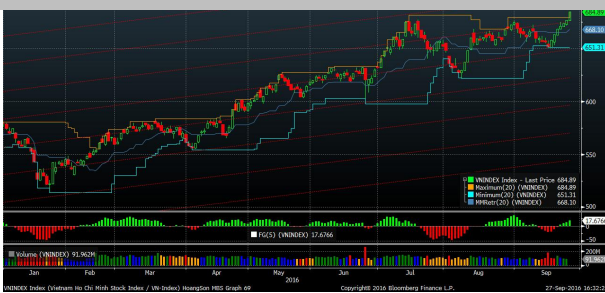 684.89
668.10
651.31
600
550
500
VNINDEX Index - Last Price 684.89
Maximum(20) (VNINDEX) 684.89
Minimum(20) (VNINDEX) 651.31
MMRetr(20) (VNINDEX) 668.10
17.6766
-50
FG(5) (VNINDEX) 17.6766
Volume (VNINDEX) 91.962M
200M
91.962M
Jan Feb Mar Apr May Jun Jul Aug Sep
2016
VNINDEX Index (Vietnam Ho Chi Minh Stock Index / VN-Index) HoangSon MBS Graph 69 Copyright© 2016 Bloomberg Finance L.P. 27-Sep-2016 16:32:2